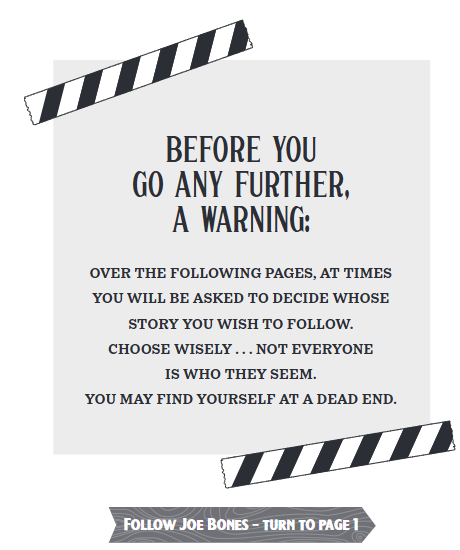 BEFORE YOU
GO ANY FURTHER,
A WARNING:
OVER THE FOLLOWING PAGES, AT TIMES
YOU WILL BE ASKED TO DECIDE WHOSE
STORY YOU WISH TO FOLLOW.
CHOOSE WISELY . . . NOT EVERYONE
IS WHO THEY SEEM.
YOU MAY FIND YOURSELF AT A DEAD END.
FOLLOW JOE BONES – TURN TO PAGE 1